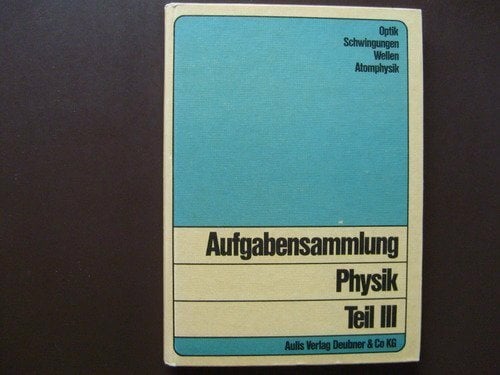 Optik
Schwingungen
Wellen
Atomphysik
Aufgabensammlung
Physik
Teil III
Aulis Verlag Deubner & Co KG